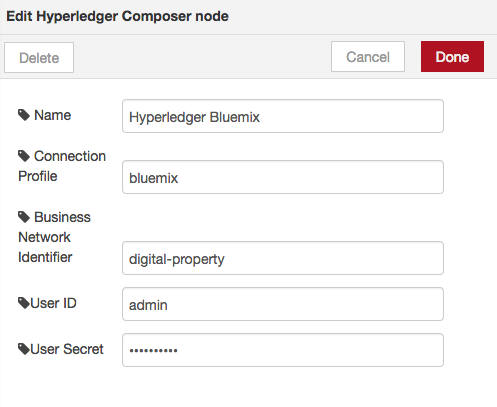 Edit Hyperledger Composer node
Delete Cancel Done
Name Hyperledger Bluemix
Connection
Profile bluemix
Business
Network
Identifier digital-property
User ID admin
User Secret ••••••••••